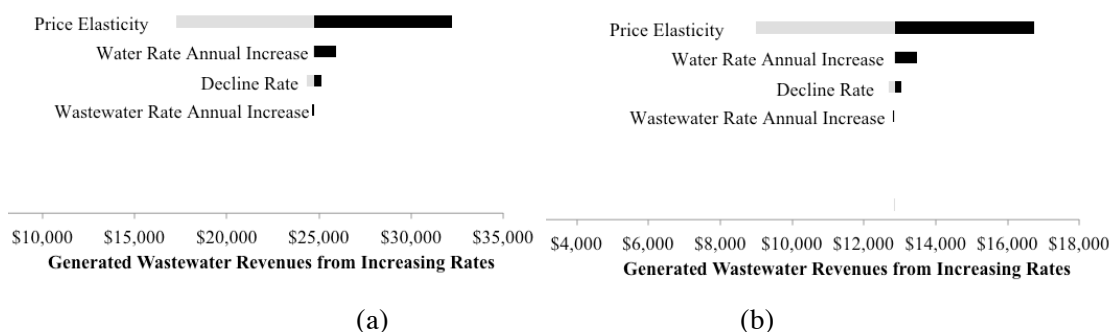 Price Elasticity
Water Rate Annual Increase
Decline Rate
Wastewater Rate Annual Increase
$10,000 $15,000 $20,000 $25,000 $30,000 $35,000
Generated Wastewater Revenues from Increasing Rates
(a)
Price Elasticity
Water Rate Annual Increase
Decline Rate
Wastewater Rate Annual Increase
$4,000 $6,000 $8,000 $10,000 $12,000 $14,000 $16,000 $18,000
Generated Wastewater Revenues from Increasing Rates
(b)